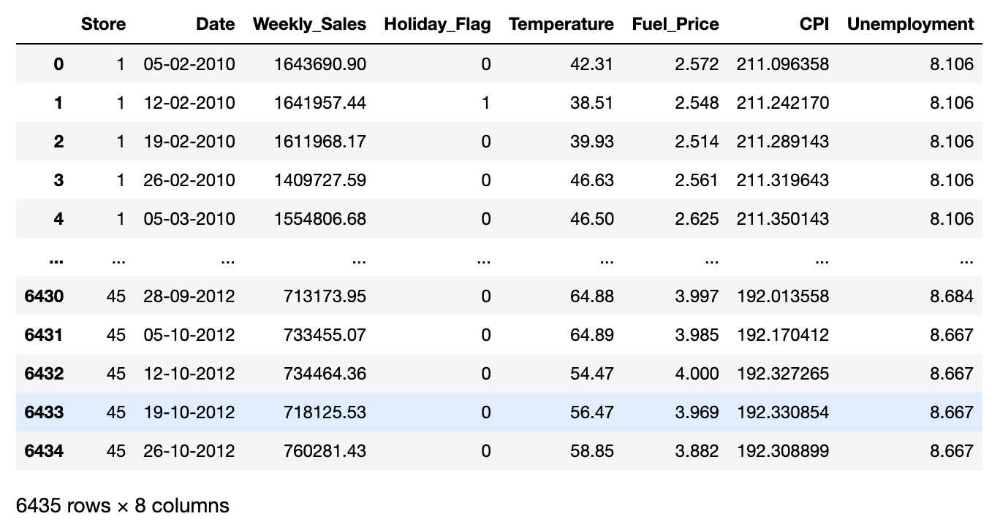 Store Date Weekly_Sales Holiday_Flag Temperature Fuel_Price CPI Unemployment
0 1 05-02-2010 1643690.90 0 42.31 2.572 211.096358 8.106
1 1 12-02-2010 1641957.44 1 38.51 2.548 211.242170 8.106
2 1 19-02-2010 1611968.17 0 39.93 2.514 211.289143 8.106
3 1 26-02-2010 1409727.59 0 46.63 2.561 211.319643 8.106
4 1 05-03-2010 1554806.68 0 46.50 2.625 211.350143 8.106
... ... ... ... ... ... ... ... ...
6430 45 28-09-2012 713173.95 0 64.88 3.997 192.013558 8.684
6431 45 05-10-2012 733455.07 0 64.89 3.985 192.170412 8.667
6432 45 12-10-2012 734464.36 0 54.47 4.000 192.327265 8.667
6433 45 19-10-2012 718125.53 0 56.47 3.969 192.330854 8.667
6434 45 26-10-2012 760281.43 0 58.85 3.882 192.308899 8.667
6435 rows × 8 columns